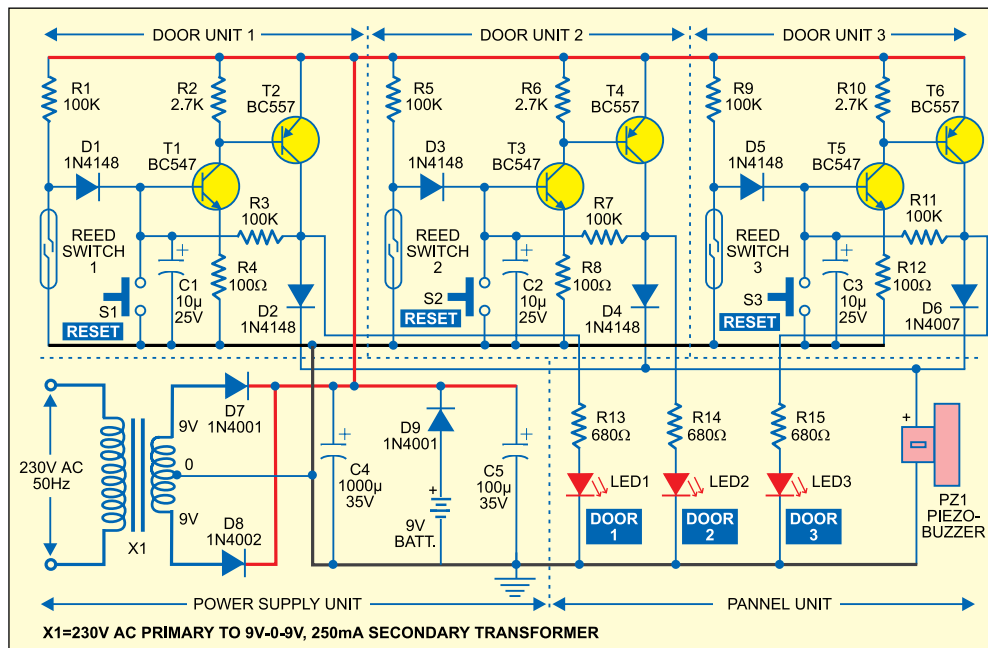 DOOR UNIT 1
DOOR UNIT 2
DOOR UNIT 3
R1
100K
R2
2.7K
T2
BC557
D1
1N4148
T1
BC547
REED
SWITCH
1
R3
100K
R4
100Ω
C1
10µ
25V
+
S1
RESET
D2
1N4148
R5
100K
R6
2.7K
T4
BC557
D3
1N4148
T3
BC547
REED
SWITCH
2
R7
100K
R8
100Ω
C2
10µ
25V
+
S2
RESET
D4
1N4148
R9
100K
R10
2.7K
T6
BC557
D5
1N4148
T5
BC547
REED
SWITCH
3
R11
100K
R12
100Ω
C3
10µ
25V
+
S3
RESET
D6
1N4007
230V AC
50Hz
X1
9V
0
9V
D7
1N4001
D8
1N4002
+
C4
1000µ
35V
D9
1N4001
+
9V
BATT.
+
C5
100µ
35V
R13
680Ω
LED1
DOOR
1
R14
680Ω
LED2
DOOR
2
R15
680Ω
LED3
DOOR
3
+
PZ1
PIEZO-
BUZZER
POWER SUPPLY UNIT
PANNEL UNIT
X1=230V AC PRIMARY TO 9V-0-9V, 250mA SECONDARY TRANSFORMER